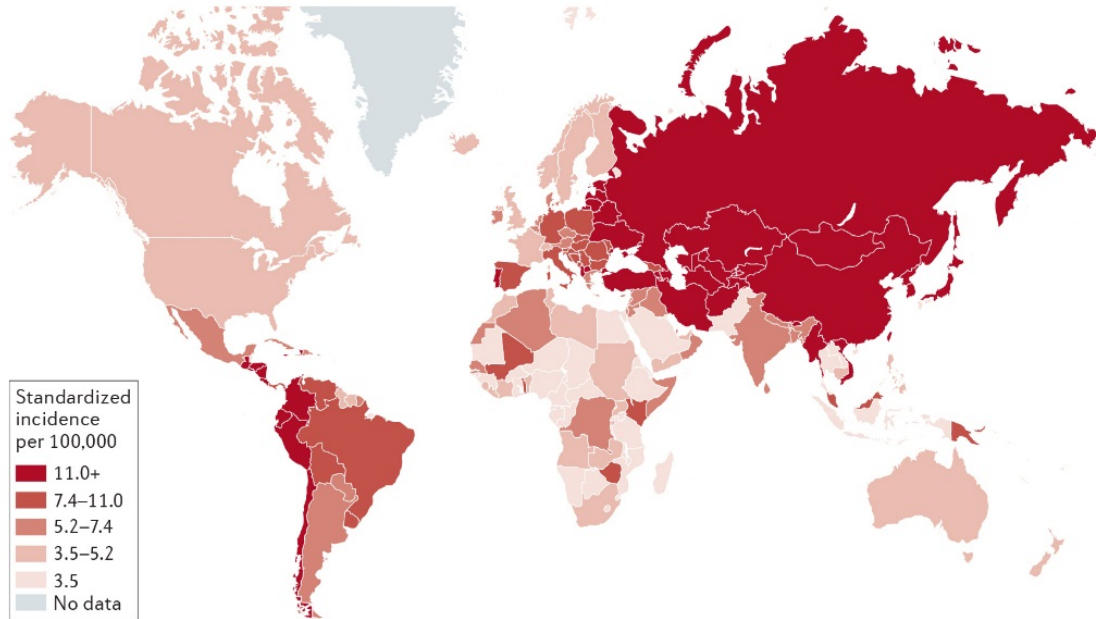 Standardized
incidence
per 100,000
11.0+
7.4–11.0
5.2–7.4
3.5–5.2
3.5
No data